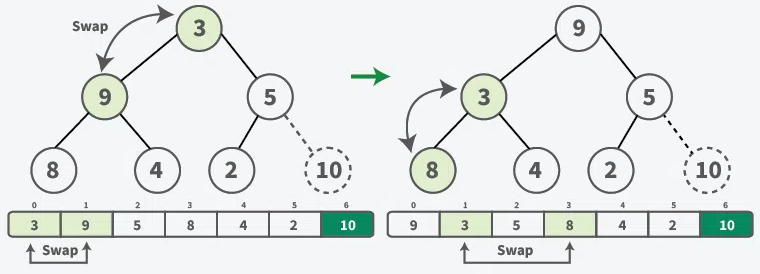 Swap 3
9 5
8 4 2 10
0 1 2 3 4 5 6
3 9 5 8 4 2 10
Swap
9
3 5
8 4 2 10
0 1 2 3 4 5 6
9 3 5 8 4 2 10
Swap